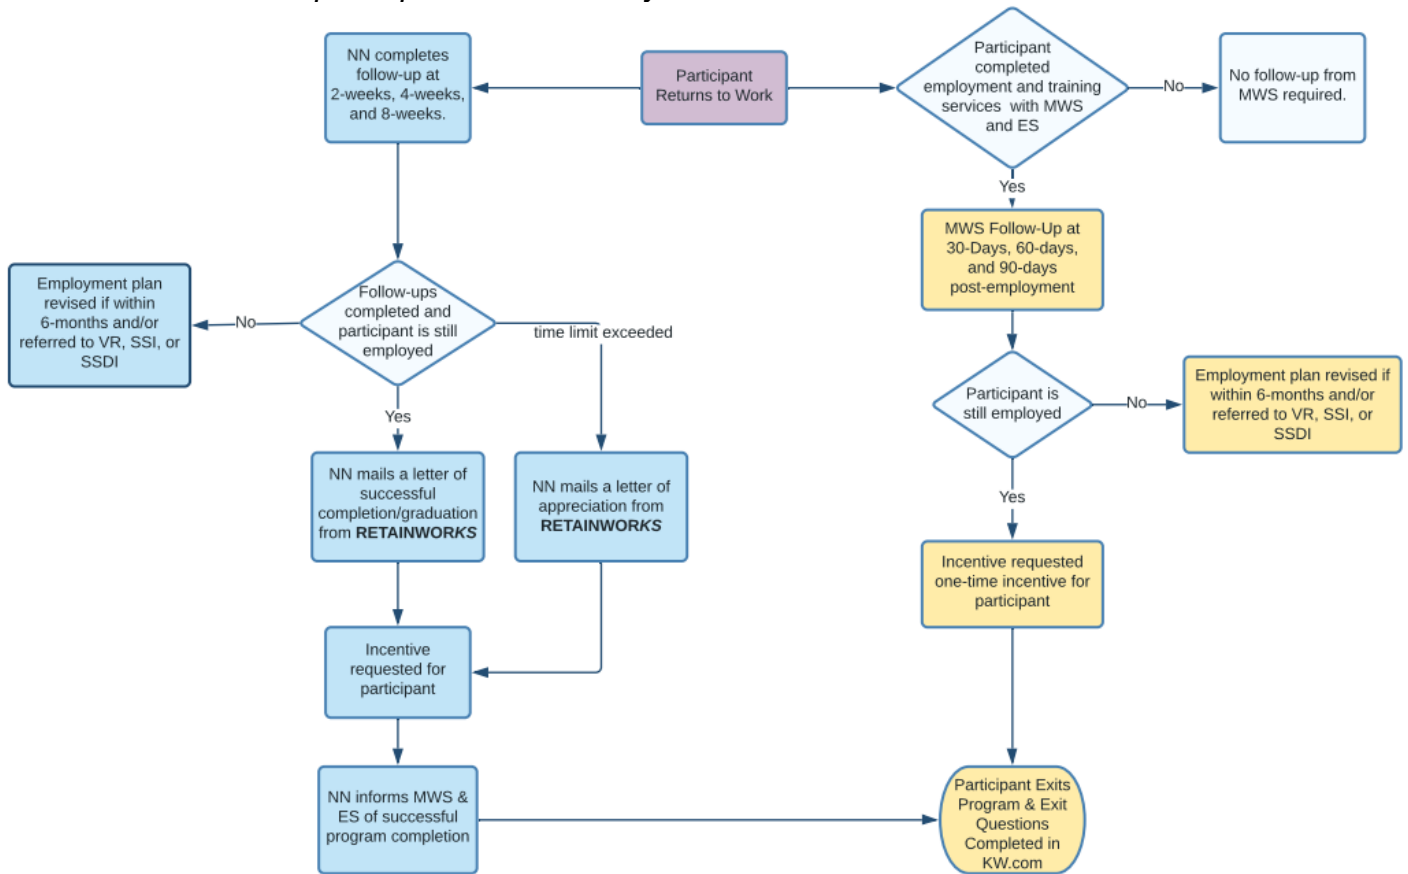 NN completes
follow-up at
2-weeks, 4-weeks,
and 8-weeks.
Participant
Returns to Work
Participant
completed
employment and training
services with MWS
and ES
No
No follow-up from
MWS required.
Yes
MWS Follow-Up at
30-Days, 60-days,
and 90-days
post-employment
Employment plan
revised if within
6-months and/or
referred to VR, SSI, or
SSDI
No
Follow-ups
completed and
participant is still
employed
time limit exceeded
Participant is
still employed
No
Employment plan revised if
within 6-months and/or
referred to VR, SSI, or
SSDI
Yes
NN mails a letter of
successful
completion/graduation
from RETAINWORKS
NN mails a letter of
appreciation from
RETAINWORKS
Yes
Incentive requested
one-time incentive for
participant
Incentive
requested for
participant
NN informs MWS &
ES of successful
program completion
Participant Exits
Program & Exit
Questions
Completed in
KW.com